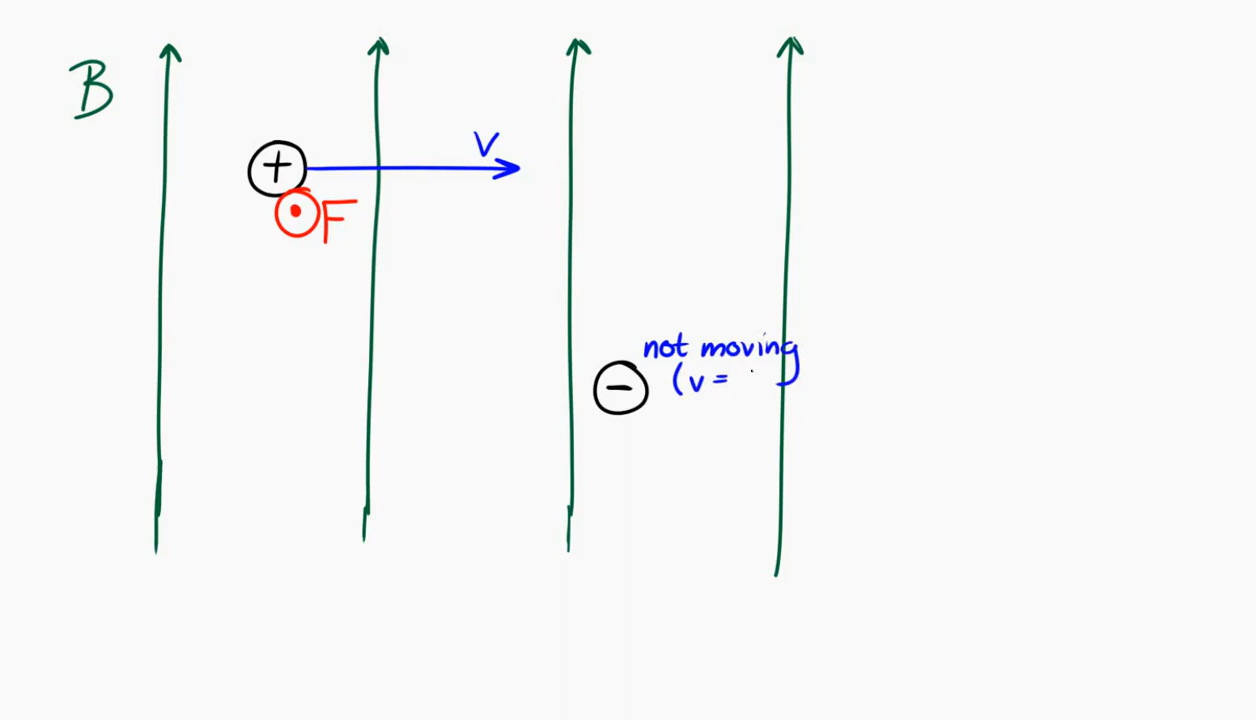 B
V
+
F
not moving
(v = )
−